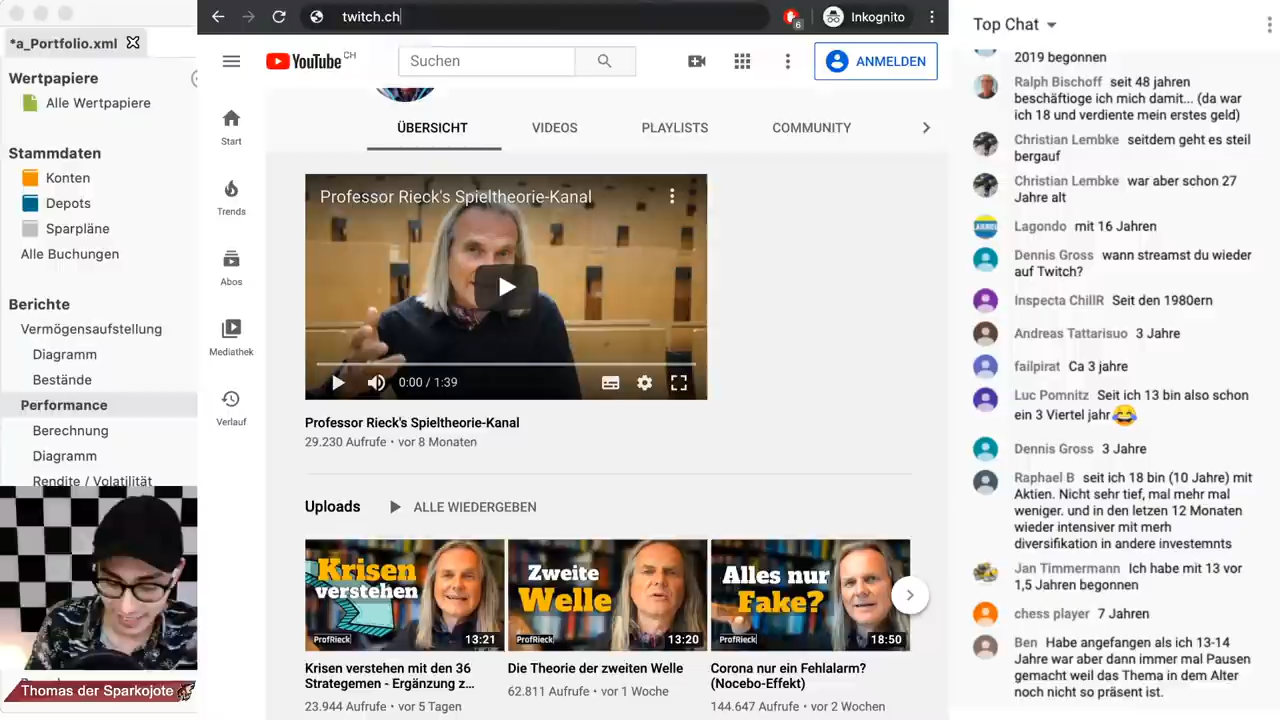 *a_Portfolio.xml
Wertpapiere
Alle Wertpapiere
Stammdaten
Konten
Depots
Sparpläne
Alle Buchungen
Berichte
Vermögensaufstellung
Diagramm
Bestände
Performance
Berechnung
Diagramm
Rendite / Volatilität
Thomas der Sparkojote
twitch.ch
6
Inkognito
YouTube CH
Suchen
ANMELDEN
Start
Trends
Abos
Mediathek
Verlauf
ÜBERSICHT
VIDEOS
PLAYLISTS
COMMUNITY
Professor Rieck's Spieltheorie-Kanal
0:00 / 1:39
Professor Rieck's Spieltheorie-Kanal
29.230 Aufrufe • vor 8 Monaten
Uploads
ALLE WIEDERGEBEN
Krisen
verstehen
ProfRieck
13:21
Krisen verstehen mit den 36
Strategemen - Ergänzung z...
23.944 Aufrufe • vor 5 Tagen
Zweite
Welle
ProfRieck
13:20
Die Theorie der zweiten Welle
62.811 Aufrufe • vor 1 Woche
Alles nur
Fake?
ProfRieck
18:50
Corona nur ein Fehlalarm?
(Nocebo-Effekt)
144.647 Aufrufe • vor 2 Wochen
Top Chat
2019 begonnen
Ralph Bischoff seit 48 jahren
beschäftioge ich mich damit... (da war
ich 18 und verdiente mein erstes geld)
Christian Lembke seitdem geht es steil
bergauf
Christian Lembke war aber schon 27
Jahre alt
Lagondo mit 16 Jahren
Dennis Gross wann streamst du wieder
auf Twitch?
Inspecta ChillR Seit den 1980ern
Andreas Tattarisuo 3 Jahre
failpirat Ca 3 jahre
Luc Pomnitz Seit ich 13 bin also schon
ein 3 Viertel jahr😂
Dennis Gross 3 Jahre
Raphael B seit ich 18 bin (10 Jahre) mit
Aktien. Nicht sehr tief, mal mehr mal
weniger. und in den letzen 12 Monaten
wieder intensiver mit merh
diversifikation in andere investemnts
Jan Timmermann Ich habe mit 13 vor
1,5 Jahren begonnen
chess player 7 Jahren
Ben Habe angefangen als ich 13-14
Jahre war aber dann immer mal Pausen
gemacht weil das Thema in dem Alter
noch nicht so präsent ist.